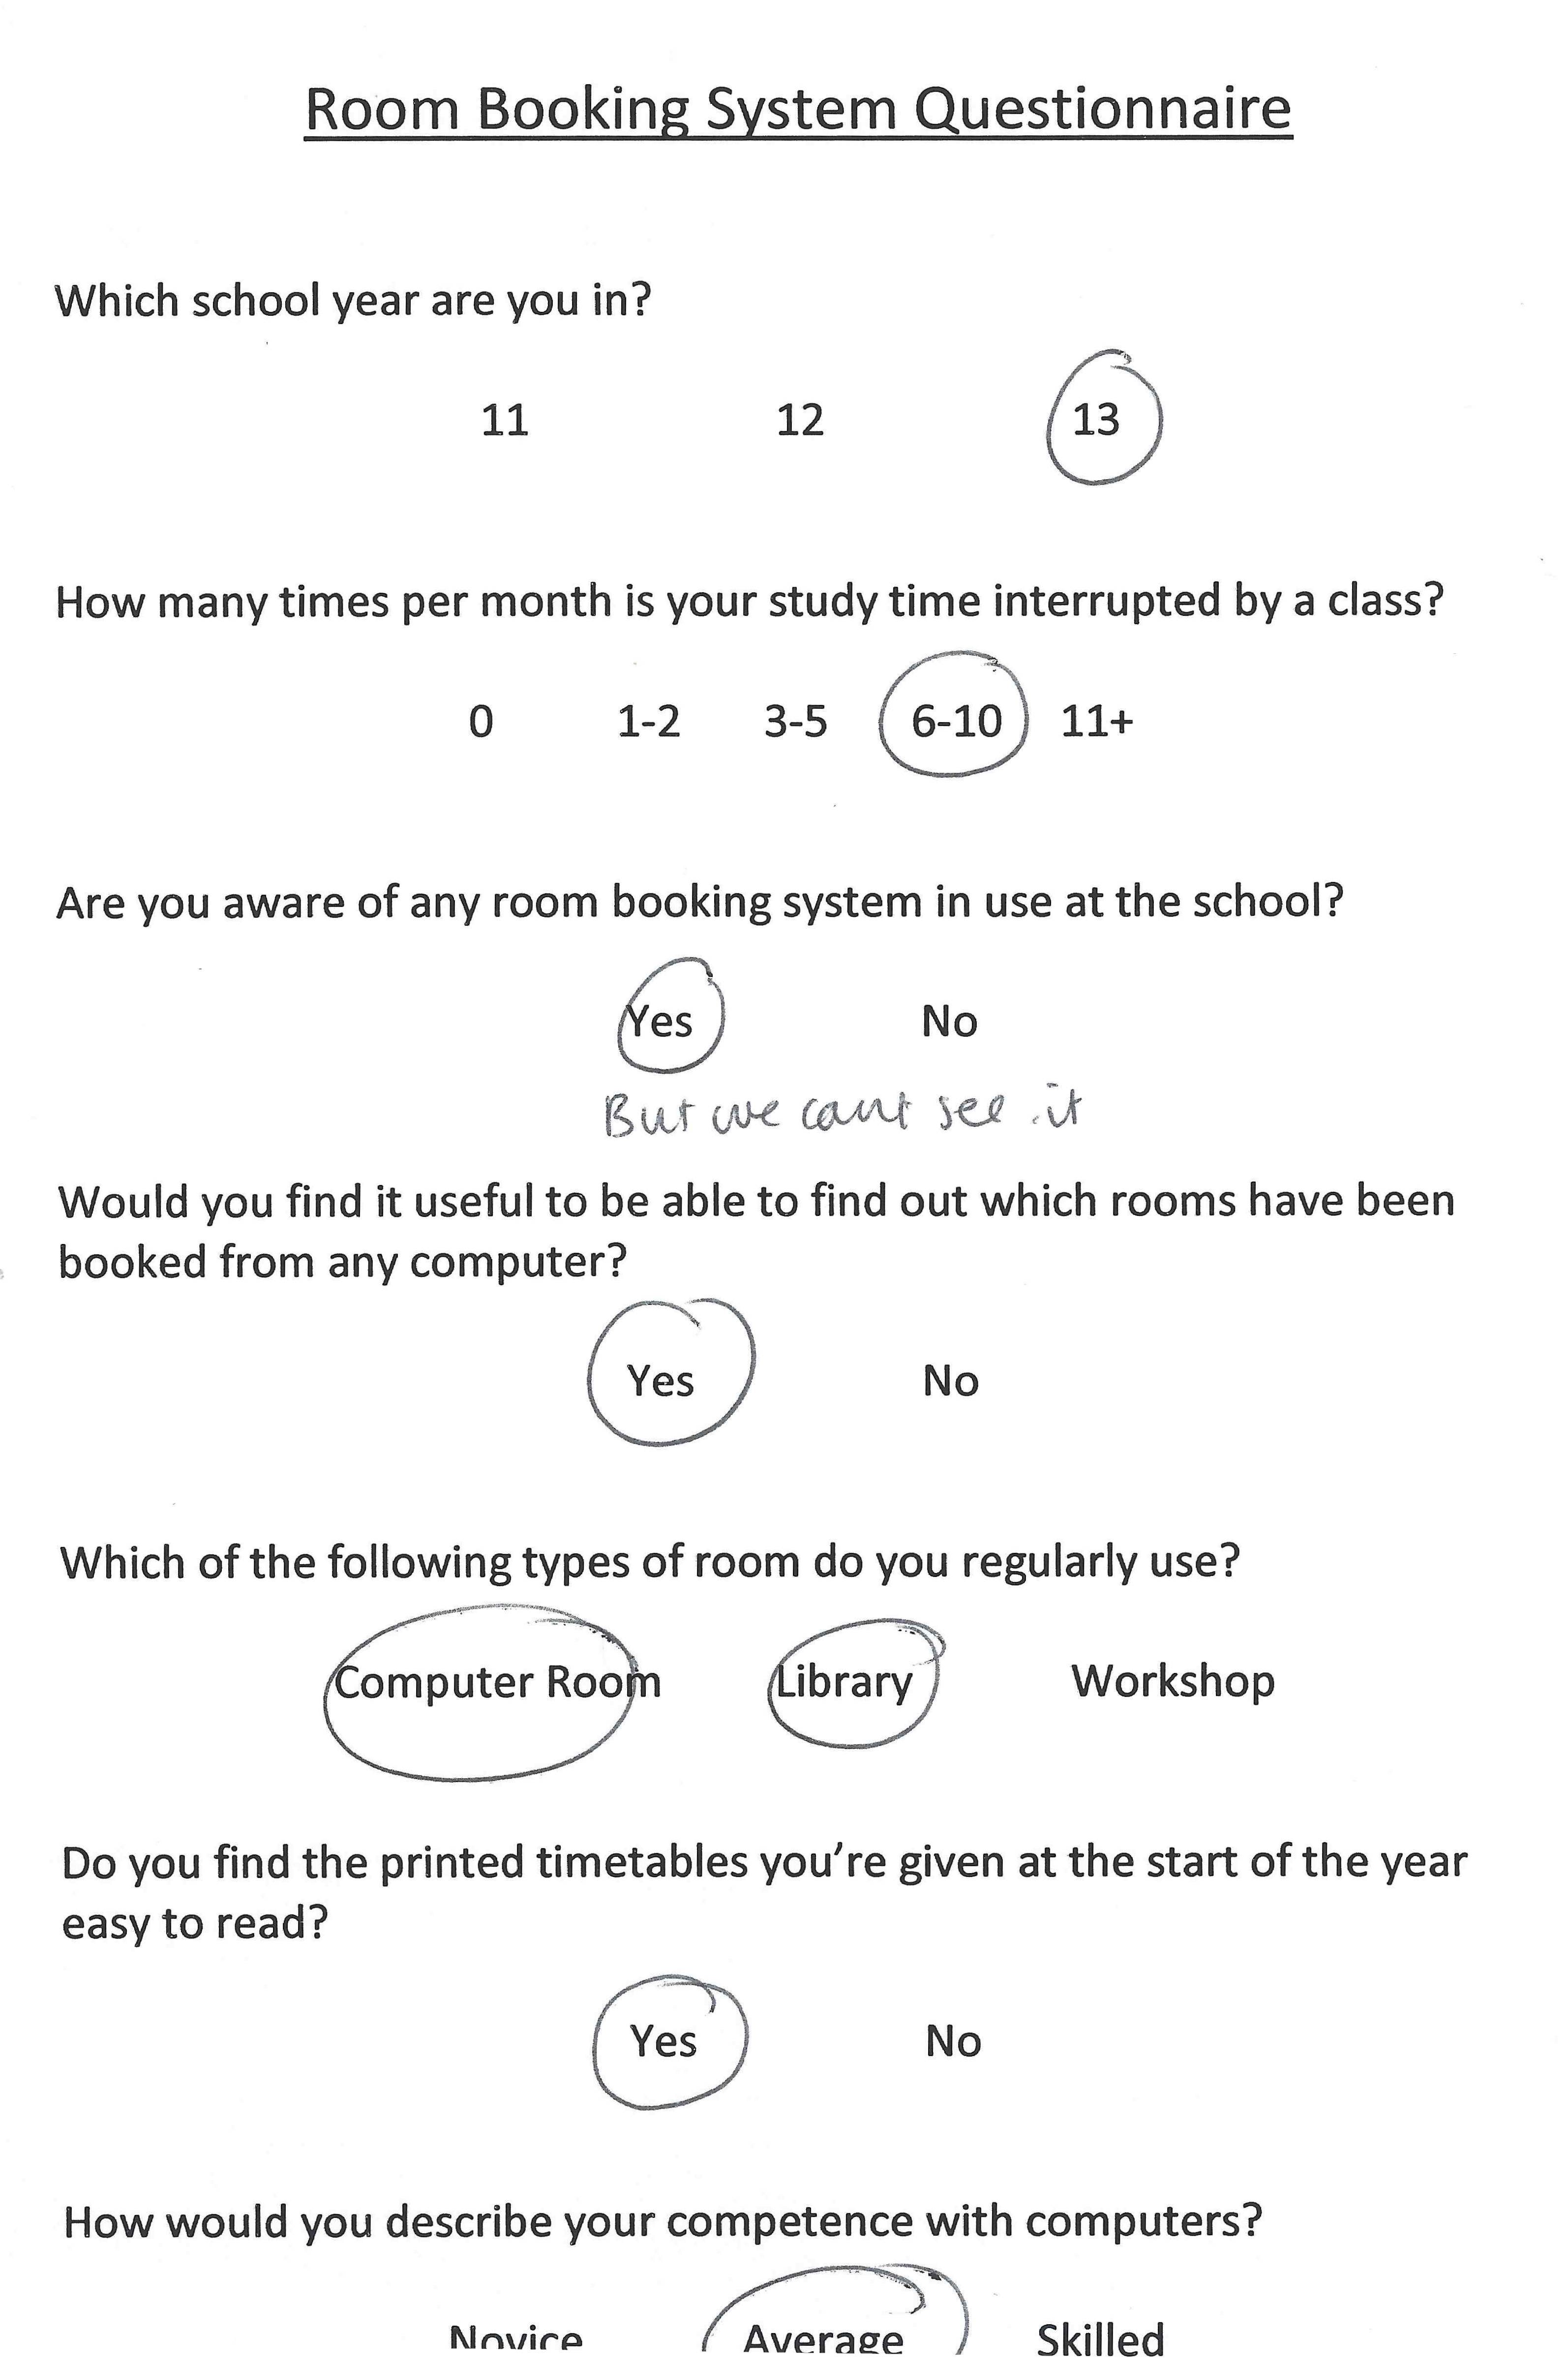 Room Booking System Questionnaire
Which school year are you in?
11 12 13
How many times per month is your study time interrupted by a class?
0 1-2 3-5 6-10 11+
Are you aware of any room booking system in use at the school?
Yes No
But we cant see it
Would you find it useful to be able to find out which rooms have been
booked from any computer?
Yes No
Which of the following types of room do you regularly use?
Computer Room Library Workshop
Do you find the printed timetables you're given at the start of the year
easy to read?
Yes No
How would you describe your competence with computers?
Novice Average Skilled